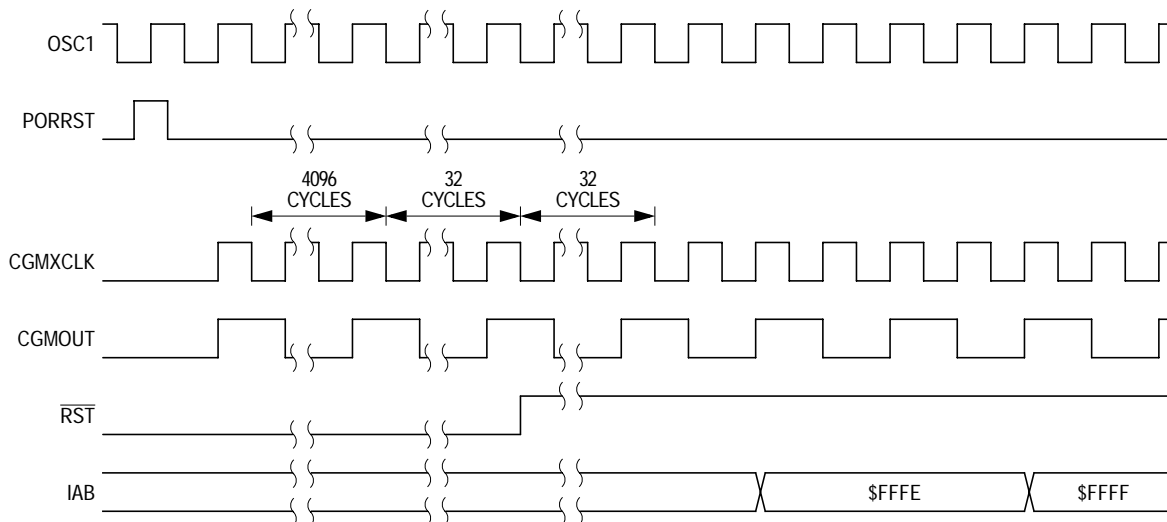 OSC1
PORRST
4096
CYCLES
32
CYCLES
32
CYCLES
CGMXCLK
CGMOUT
RST
IAB
$FFFE
$FFFF